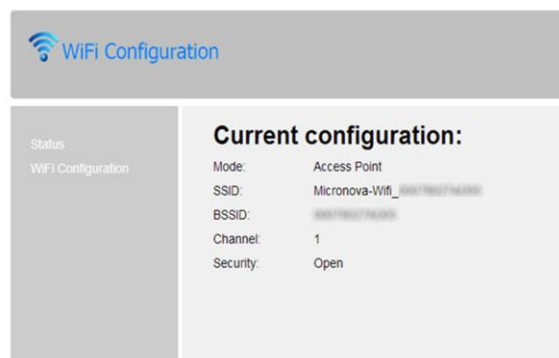 WiFi Configuration
Status
WiFi Configuration
Current configuration:
Mode: Access Point
SSID: Micronova-Wifi_
BSSID:
Channel: 1
Security: Open